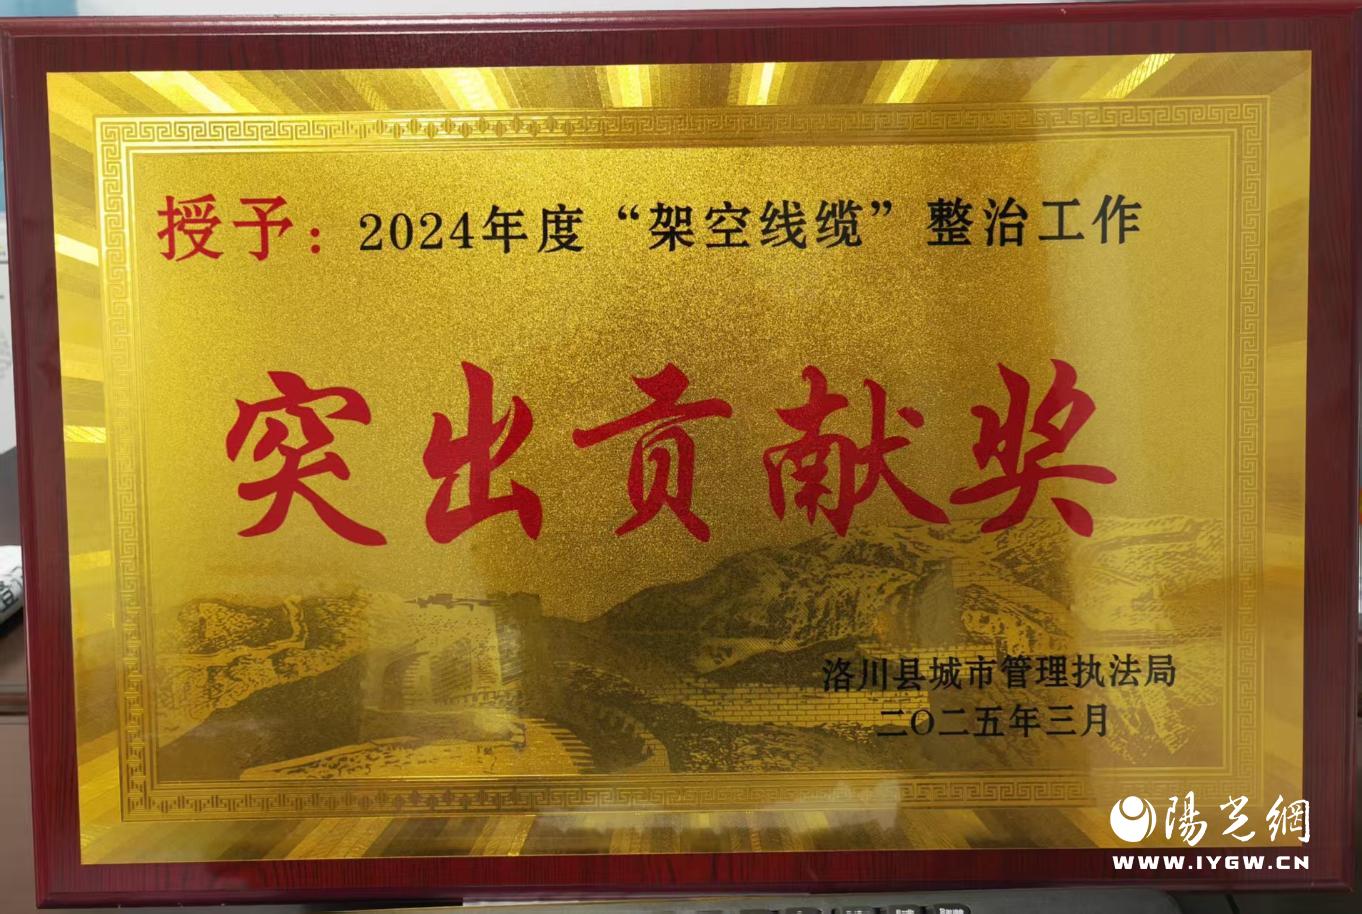 授予：2024年度“架空线缆”整治工作
突出贡献奖
洛川县城市管理执法局
二〇二五年三月
陽光網
WWW.IYGW.CN